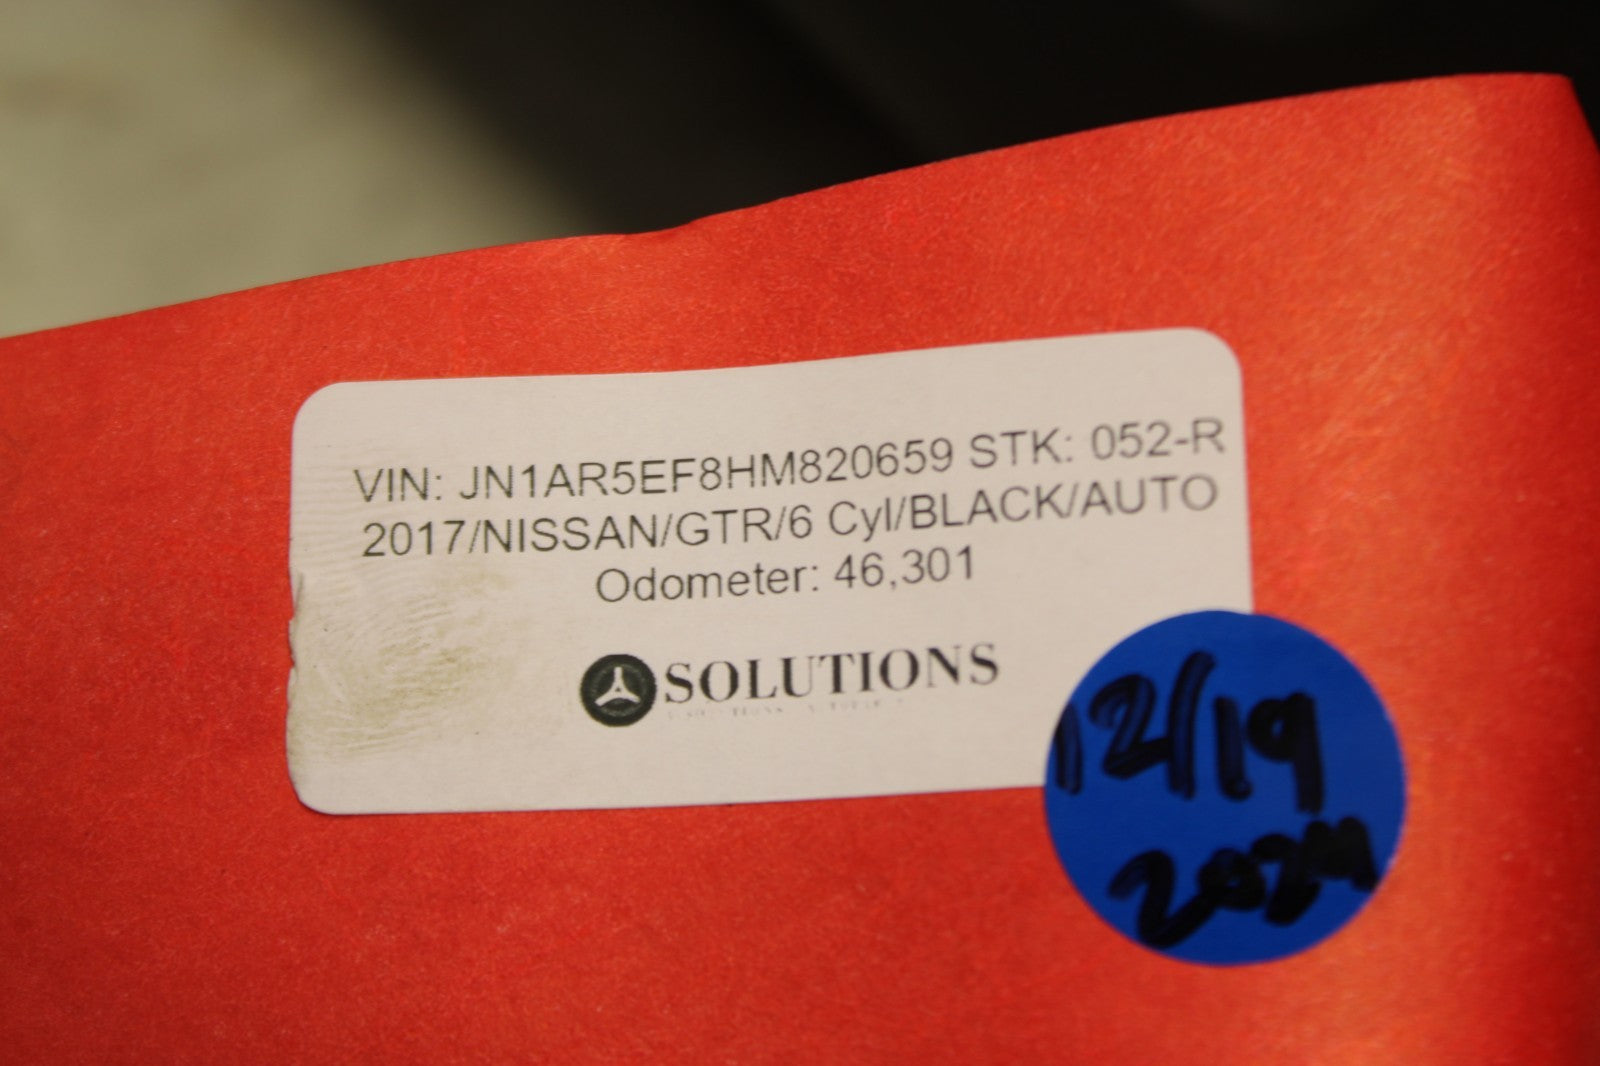 VIN: JN1AR5EF8HM820659 STK: 052-R
2017/NISSAN/GTR/6 Cyl/BLACK/AUTO
Odometer: 46,301
SOLUTIONS
12/19
2024